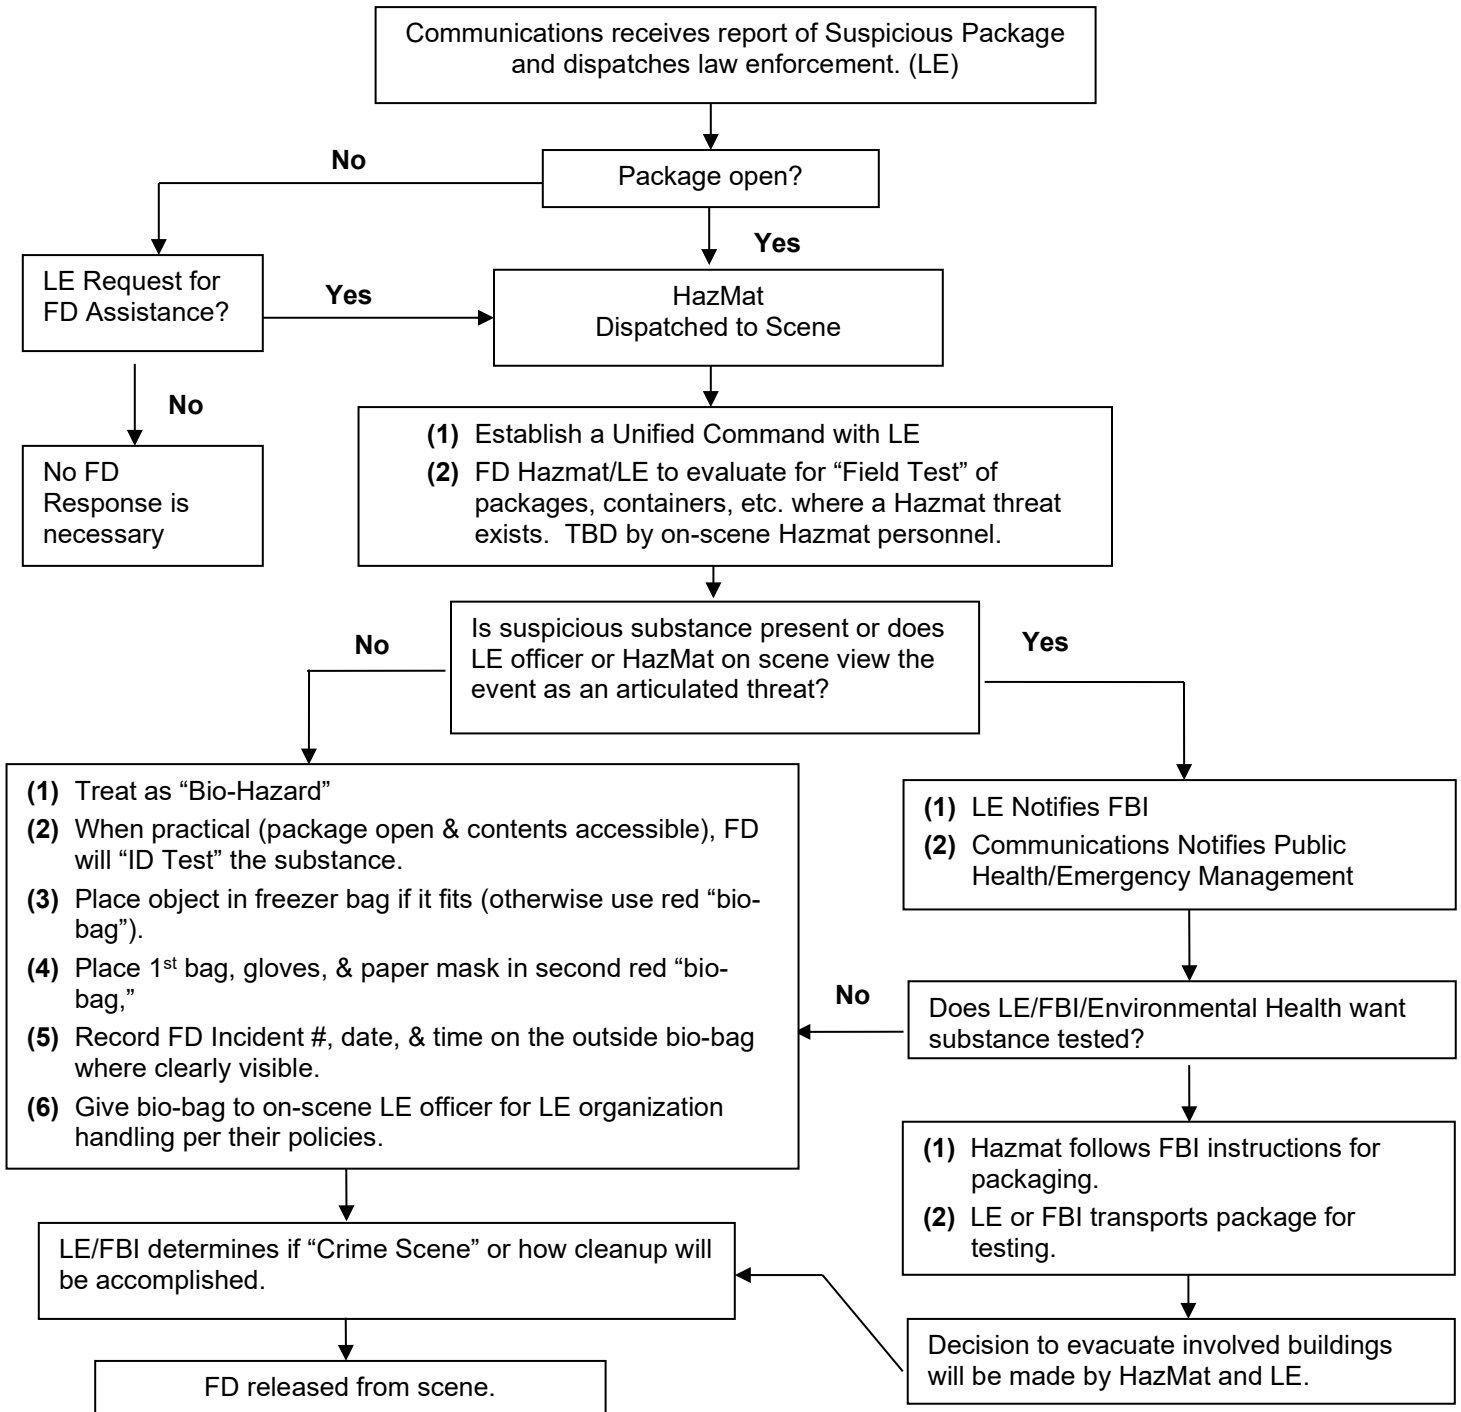 Communications receives report of Suspicious Package
and dispatches law enforcement. (LE)
No
Package open?
Yes
LE Request for
FD Assistance?
Yes
HazMat
Dispatched to Scene
No
No FD
Response is
necessary
(1) Establish a Unified Command with LE
(2) FD Hazmat/LE to evaluate for “Field Test” of
packages, containers, etc. where a Hazmat threat
exists.  TBD by on-scene Hazmat personnel.
No
Is suspicious substance present or does
LE officer or HazMat on scene view the
event as an articulated threat?
Yes
(1) Treat as “Bio-Hazard”
(2) When practical (package open & contents accessible), FD
will “ID Test” the substance.
(3) Place object in freezer bag if it fits (otherwise use red “bio-
bag”).
(4) Place 1st bag, gloves, & paper mask in second red “bio-
bag,”
(5) Record FD Incident #, date, & time on the outside bio-bag
where clearly visible.
(6) Give bio-bag to on-scene LE officer for LE organization
handling per their policies.
(1) LE Notifies FBI
(2) Communications Notifies Public
Health/Emergency Management
No
Does LE/FBI/Environmental Health want
substance tested?
(1) Hazmat follows FBI instructions for
packaging.
(2) LE or FBI transports package for
testing.
LE/FBI determines if “Crime Scene” or how cleanup will
be accomplished.
Decision to evacuate involved buildings
will be made by HazMat and LE.
FD released from scene.